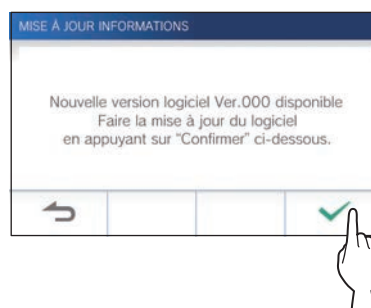 MISE À JOUR INFORMATIONS
Nouvelle version logiciel Ver.000 disponible
Faire la mise à jour du logiciel
en appuyant sur “Confirmer” ci-dessous.